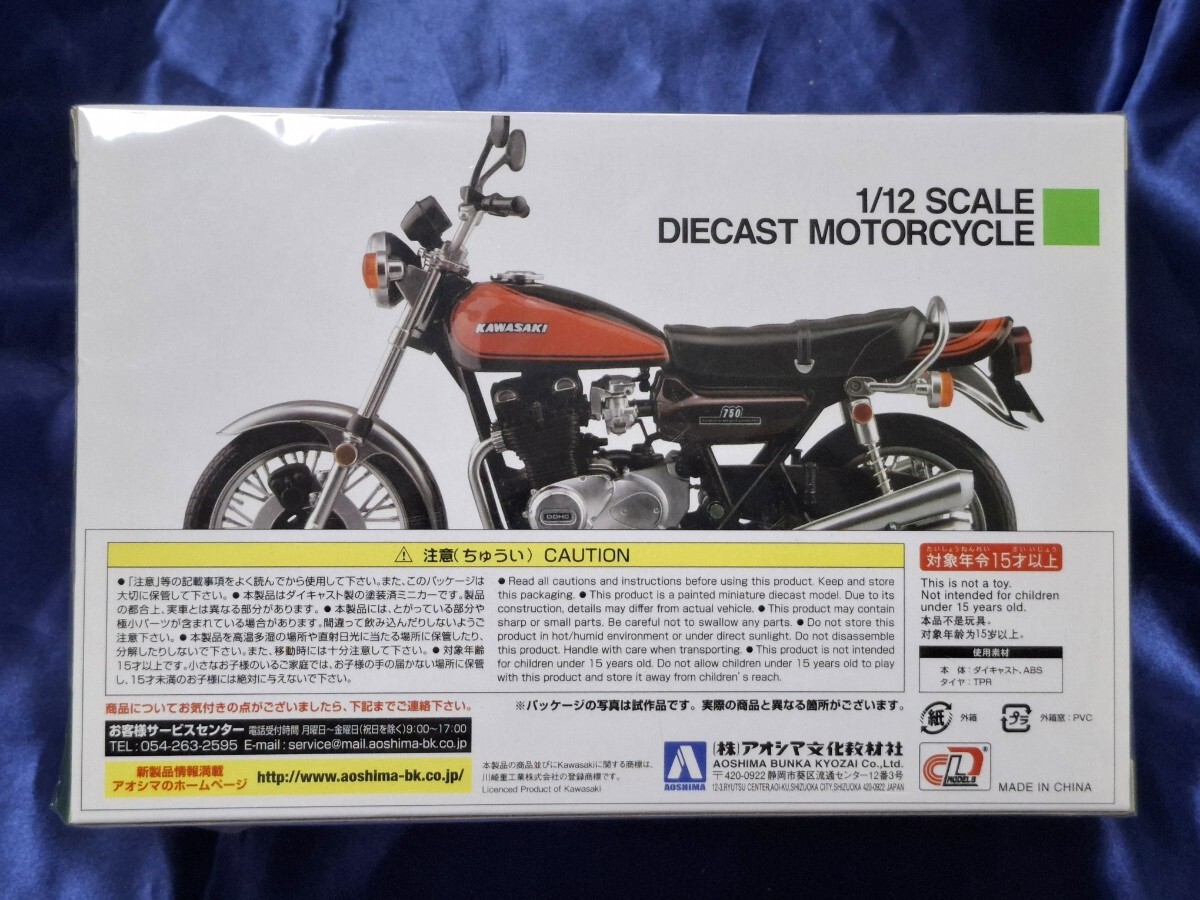 1/12 SCALE
DIECAST MOTORCYCLE
KAWASAKI
750
DOHC
⚠ 注意(ちゅうい) CAUTION
●「注意」等の記載事項をよく読んでから使用して下さい。また、このパッケージは
大切に保管して下さい。●本製品はダイキャスト製の塗装済ミニカーです。製品
の都合上、実車とは異なる部分があります。●本製品には、とがっている部分や
極小パーツが含まれている場合があります。間違って飲み込んだりしないようご
注意下さい。●本製品を高温多湿の場所や直射日光に当たる場所に保管したり、
分解したりしないで下さい。また、移動時には十分注意して下さい。●対象年齢
15才以上です。小さなお子様のいるご家庭では、お子様の手の届かない場所に保管
し、15才未満のお子様には絶対に与えないで下さい。
●Read all cautions and instructions before using this product. Keep and store
this packaging. ●This product is a painted miniature diecast model. Due to its
construction, details may differ from actual vehicle. ●This product may contain
sharp or small parts. Be careful not to swallow any parts. ●Do not store this
product in hot/humid environment or under direct sunlight. Do not disassemble
this product. Handle with care when transporting. ●This product is not intended
for children under 15 years old. Do not allow children under 15 years old to play
with this product and store it away from children's reach.
たいしょうねんれい さいいじょう
対象年令15才以上
This is not a toy.
Not intended for children
under 15 years old.
本品不是玩具。
対象年齢为15岁以上。
使用素材
本 体：ダイキャスト、ABS
タイヤ：TPR
商品についてお気付きの点がございましたら、下記までご連絡下さい。
※パッケージの写真は試作品です。実際の商品と異なる箇所がございます。
お客様サービスセンター 電話受付時間 月曜日〜金曜日(祝日を除く)9:00〜17:00
TEL:054-263-2595 E-mail:service@mail.aoshima-bk.co.jp
紙 外箱
プラ 外箱窓：PVC
新製品情報満載
アオシマのホームページ
http://www.aoshima-bk.co.jp/
本製品の商品並びにKawasakiに関する商標は、
川崎重工業株式会社の登録商標です。
Licenced Product of Kawasaki
AOSHIMA
(株)アオシマ文化教材社
AOSHIMA BUNKA KYOZAI Co.,Ltd.
〒420-0922 静岡市葵区流通センター12番3号
12-3,RYUTSU CENTER,AOI-KU,SHIZUOKA CITY,SHIZUOKA 420-0922 JAPAN
MODELS
®
MADE IN CHINA